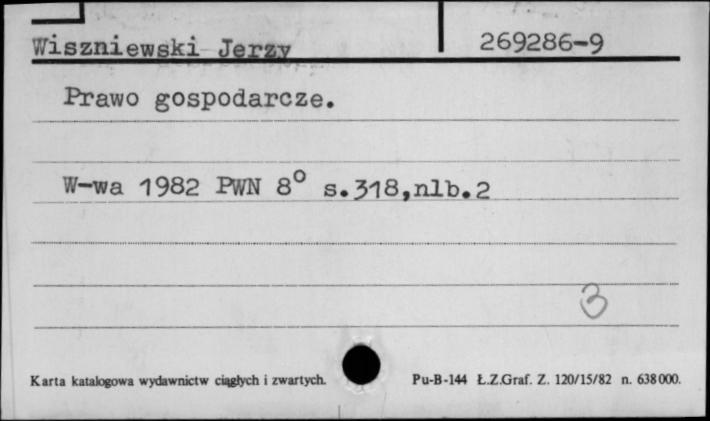 Wiszniewski Jerzy 269286-9
Prawo gospodarcze.
W-wa 1982 PWN 8° s.318,nlb.2
3
Karta katalogowa wydawnictw ciągłych i zwartych. Pu-B-144 Ł.Z.Graf. Z. 120/15/82 n. 638000.